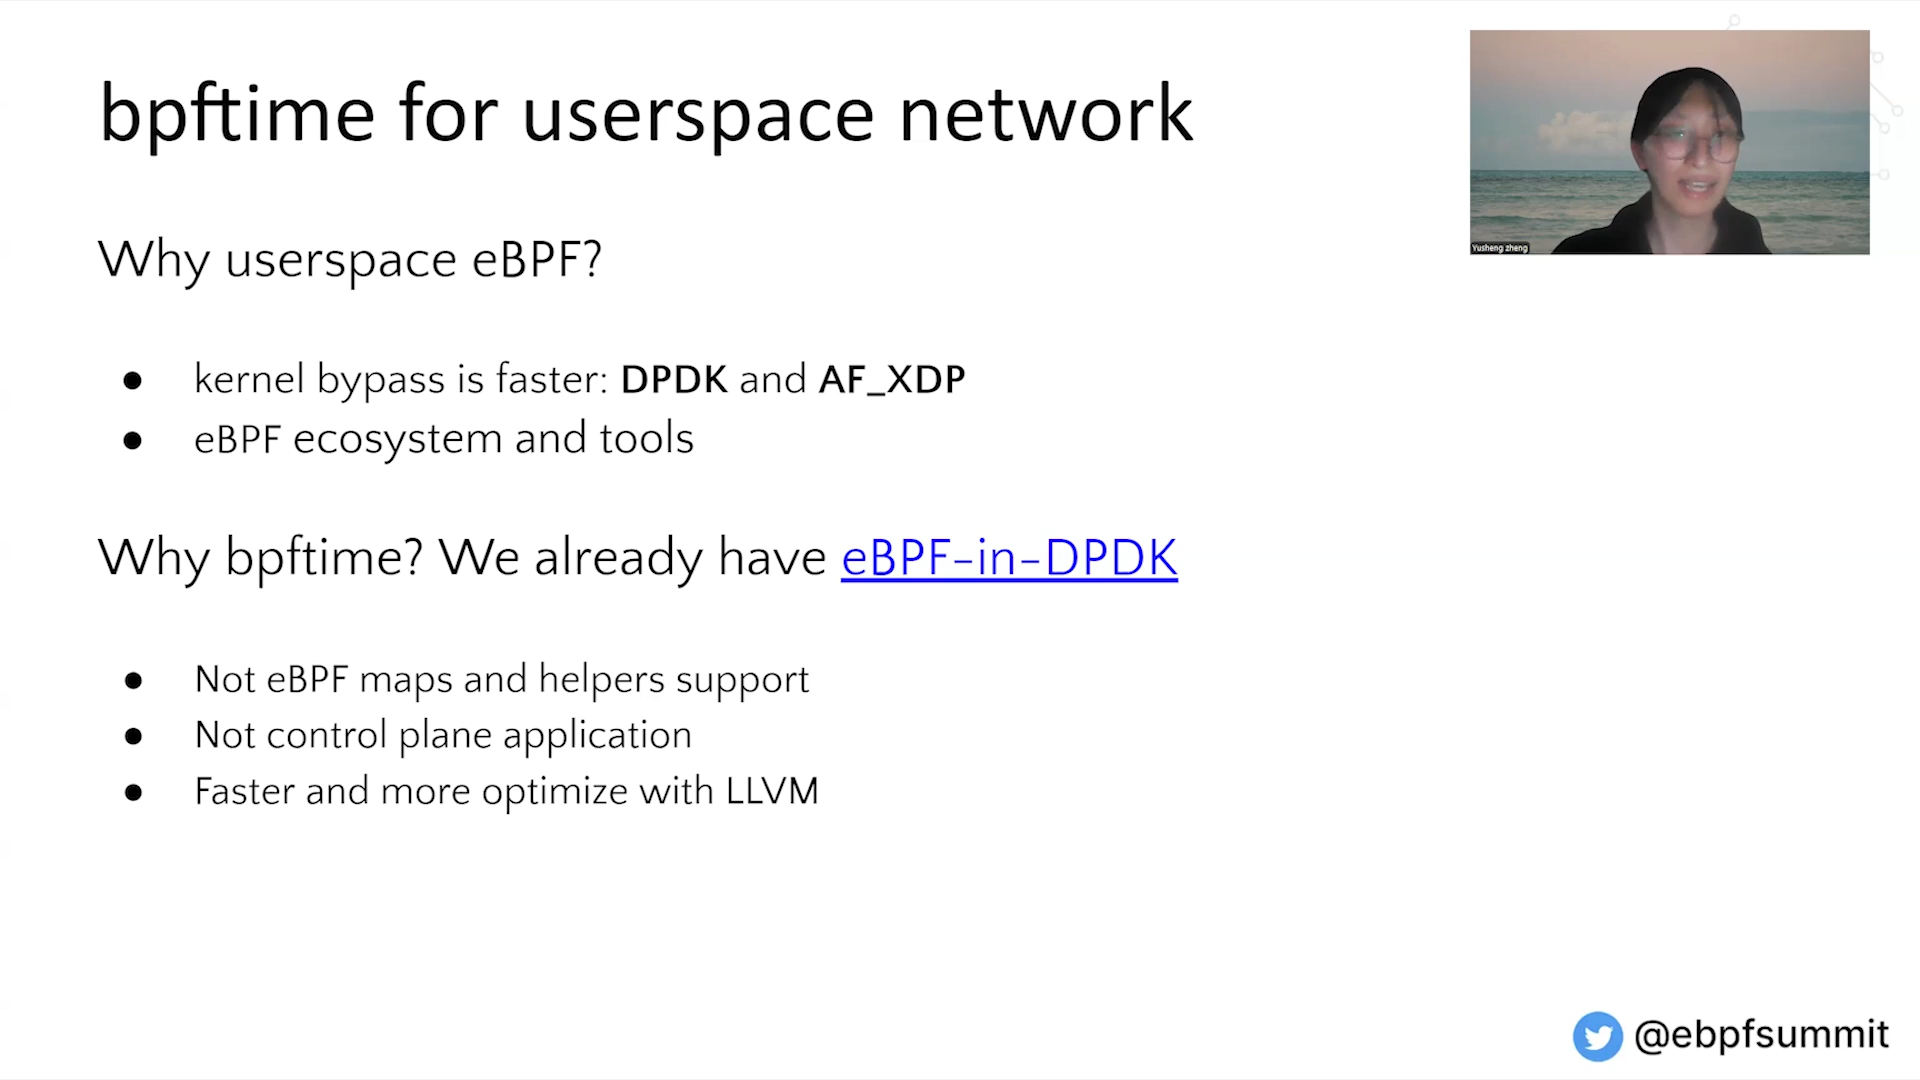 bpftime for userspace network
Yusheng zheng
Why userspace eBPF?
● kernel bypass is faster: DPDK and AF_XDP
● eBPF ecosystem and tools
Why bpftime? We already have eBPF-in-DPDK
● Not eBPF maps and helpers support
● Not control plane application
● Faster and more optimize with LLVM
@ebpfsummit